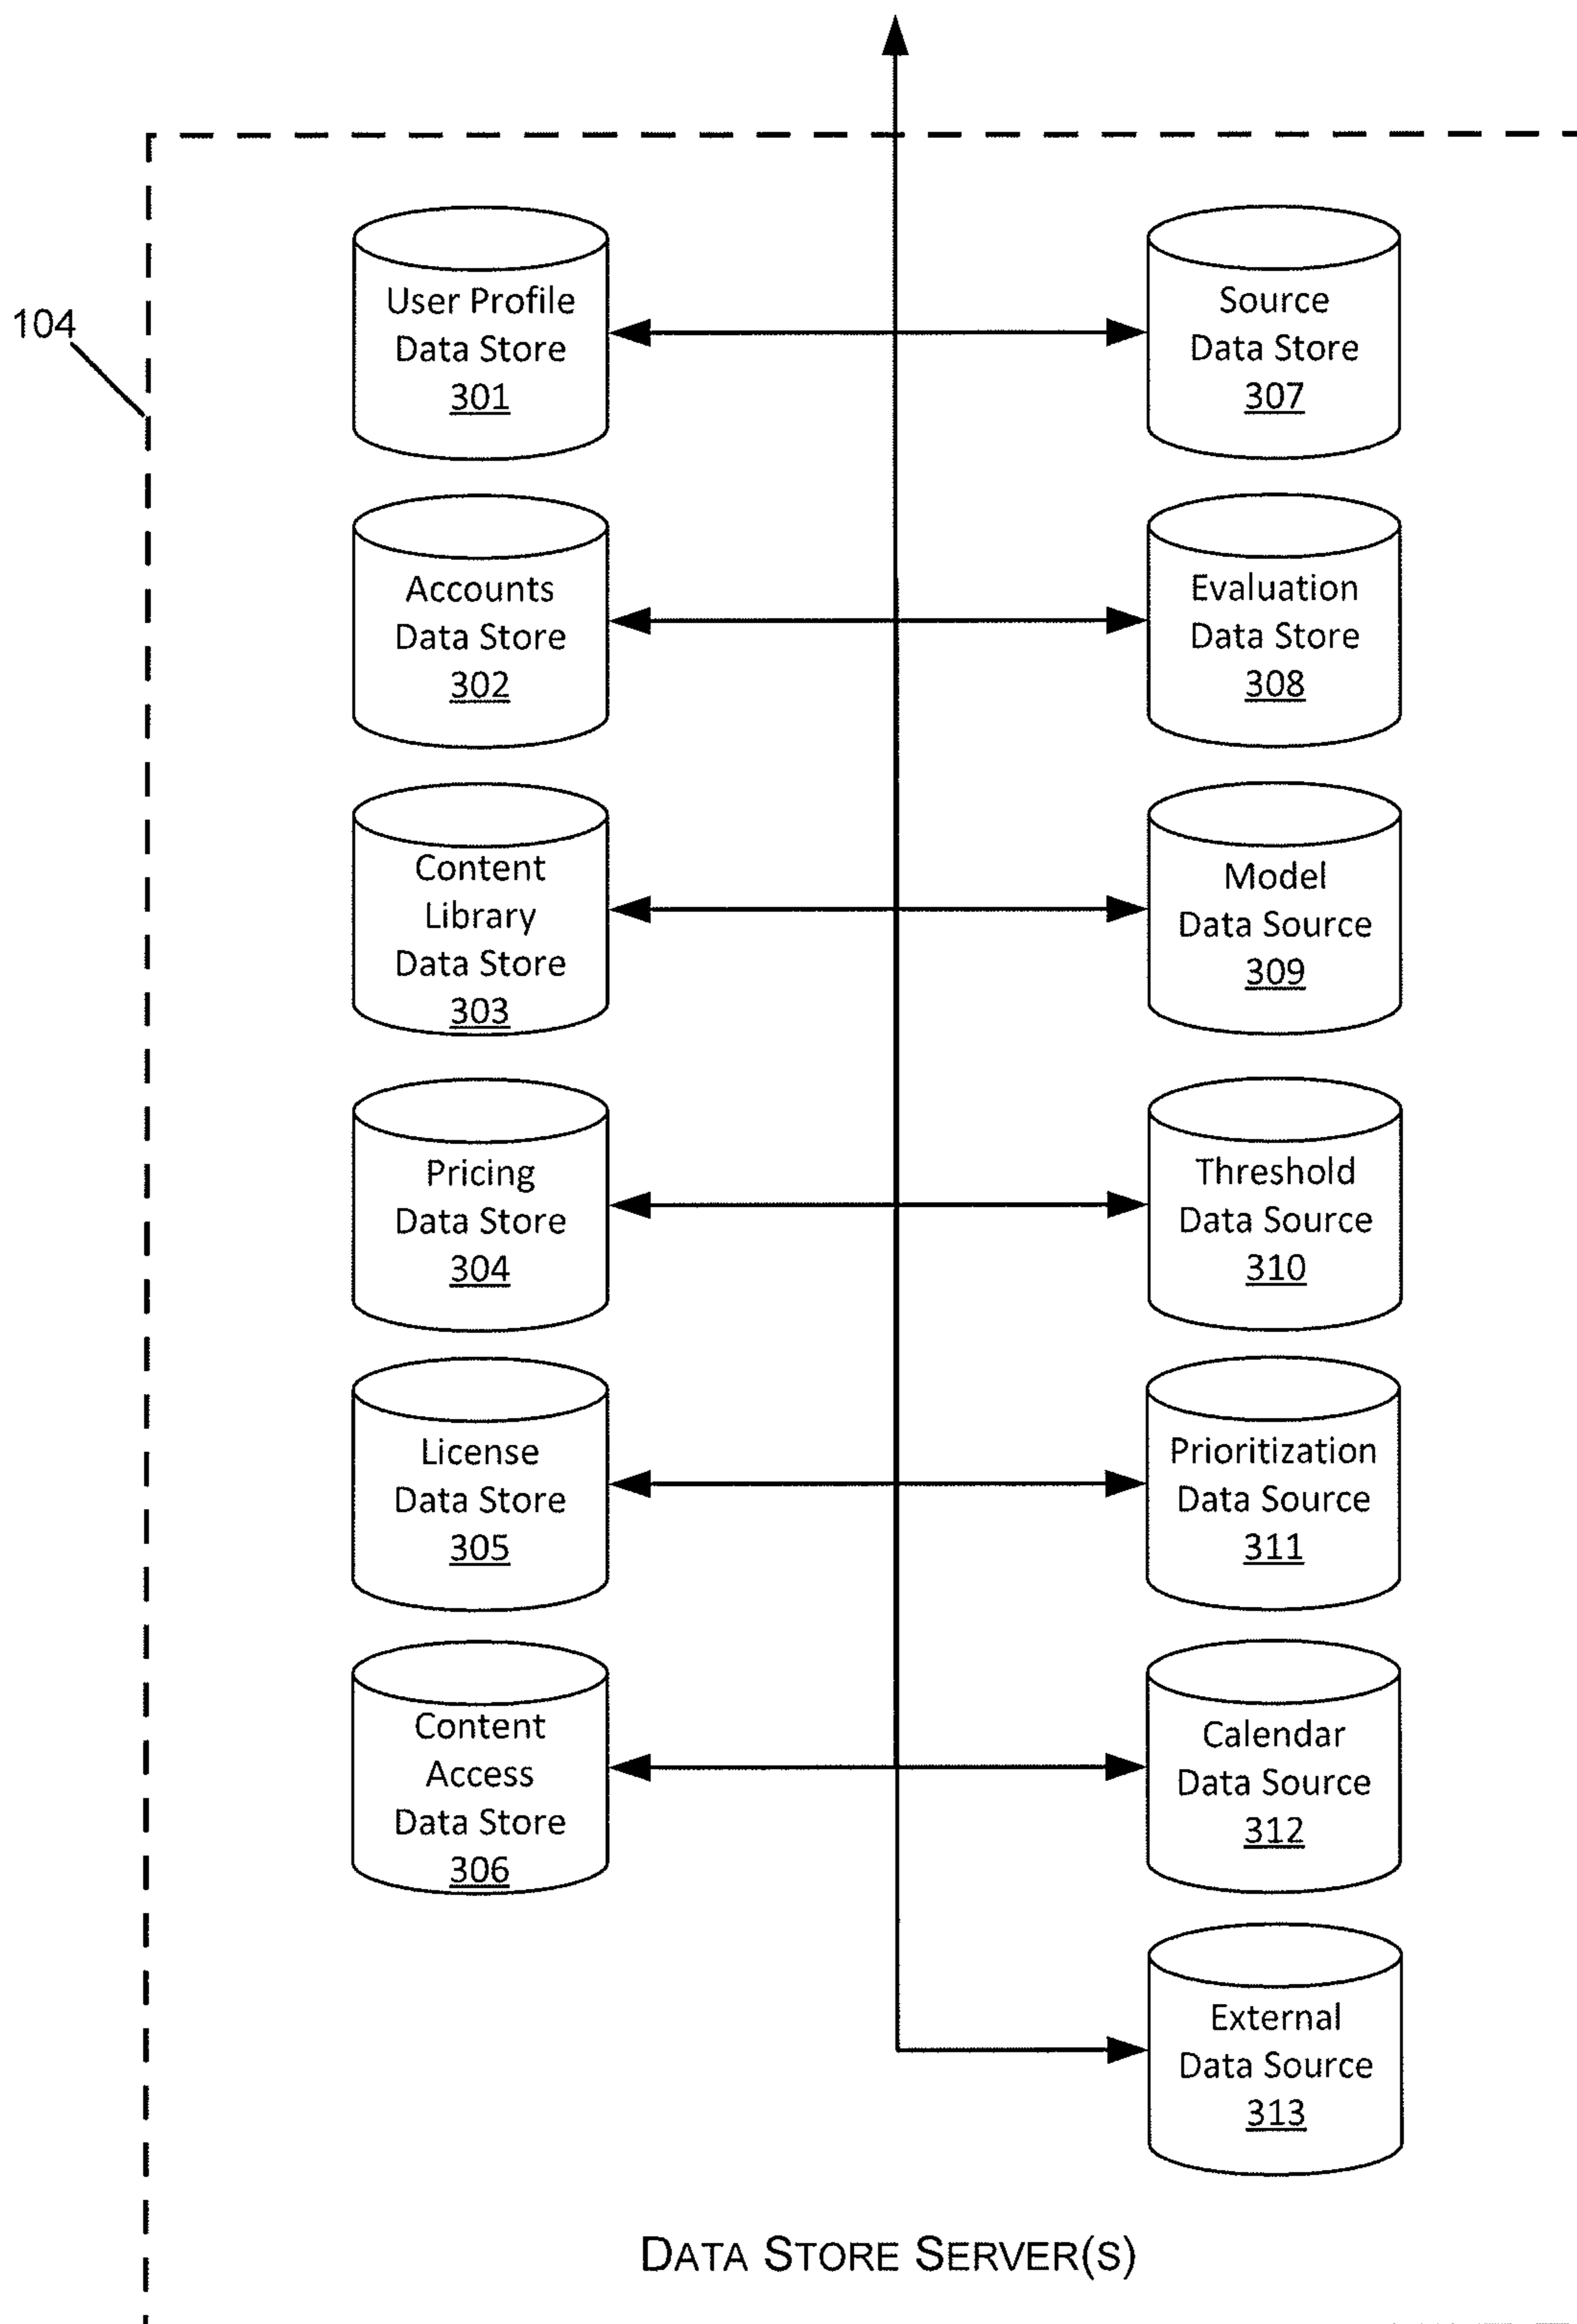 104
User Profile
Data Store
301
Source
Data Store
307
Accounts
Data Store
302
Evaluation
Data Store
308
Content
Library
Data Store
303
Model
Data Source
309
Pricing
Data Store
304
Threshold
Data Source
310
License
Data Store
305
Prioritization
Data Source
311
Content
Access
Data Store
306
Calendar
Data Source
312
External
Data Source
313
DATA STORE SERVER(S)